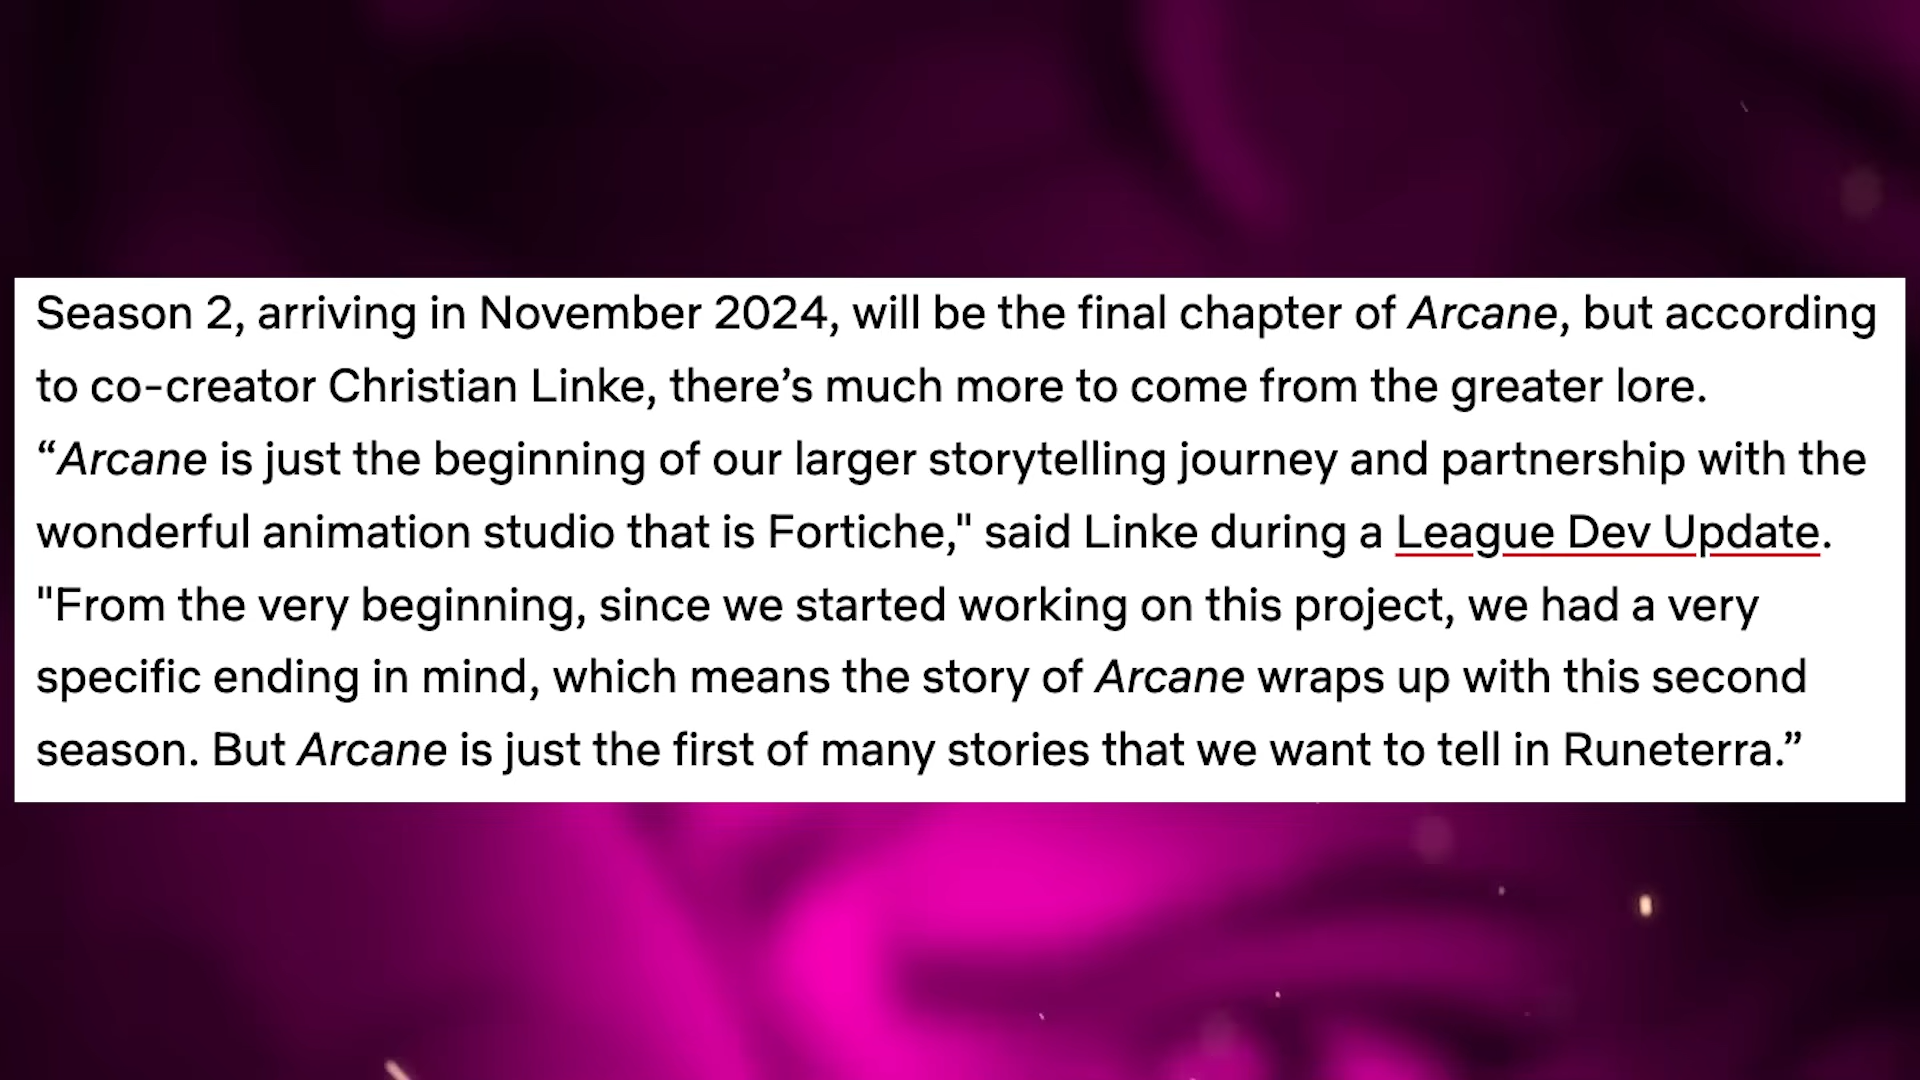 Season 2, arriving in November 2024, will be the final chapter of Arcane, but according
to co-creator Christian Linke, there’s much more to come from the greater lore.
“Arcane is just the beginning of our larger storytelling journey and partnership with the
wonderful animation studio that is Fortiche," said Linke during a League Dev Update.
"From the very beginning, since we started working on this project, we had a very
specific ending in mind, which means the story of Arcane wraps up with this second
season. But Arcane is just the first of many stories that we want to tell in Runeterra.”